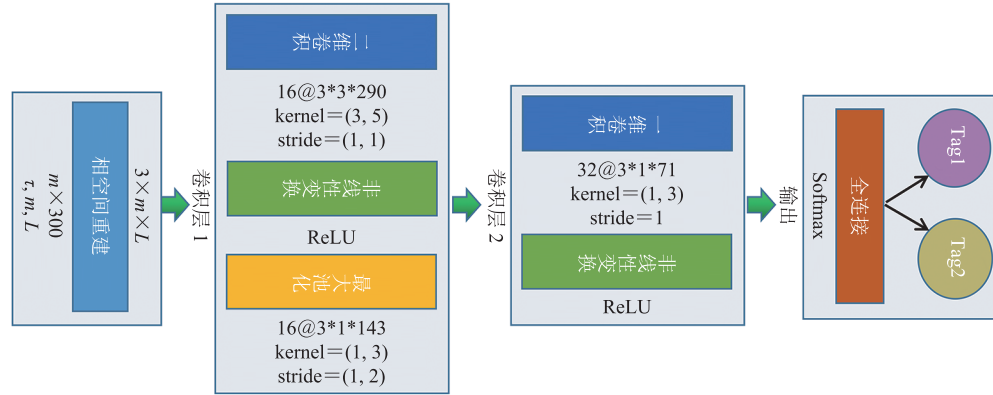 τ, m, L
m×300
相空间重建
3×m×L
卷积层 1
二维卷
积
16@3*3*290
kernel=(3, 5)
stride=(1, 1)
非线性变换
ReLU
最大池
化
16@3*1*143
kernel=(1, 3)
stride=(1, 2)
卷积层 2
一维卷
积
32@3*1*71
kernel=(1, 3)
stride=1
非线性变换
ReLU
输出
Softmax
全连接
Tag1
Tag2